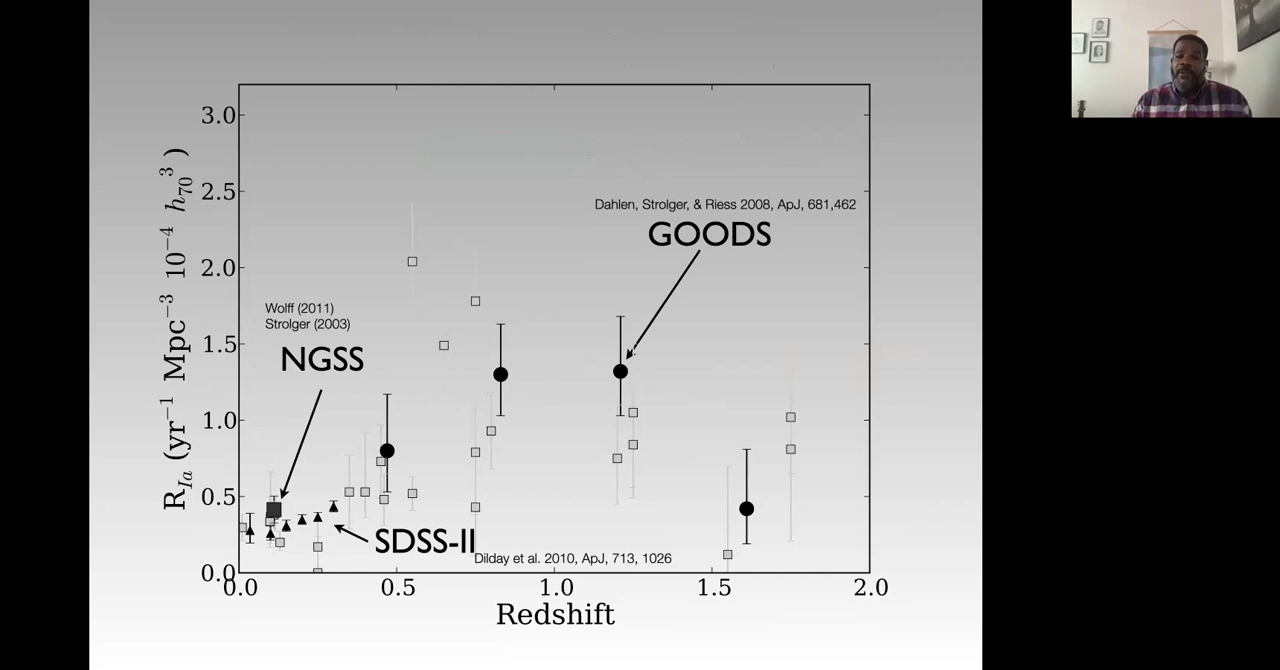 3.0
2.5
2.0
1.5
1.0
0.5
0.0
R_Ia (yr⁻¹ Mpc⁻³ 10⁻⁴ h₇₀³ )
Dahlen, Strolger, & Riess 2008, ApJ, 681,462
GOODS
Wolff (2011)
Strolger (2003)
NGSS
SDSS-II
Dilday et al. 2010, ApJ, 713, 1026
0.0 0.5 1.0 1.5 2.0
Redshift